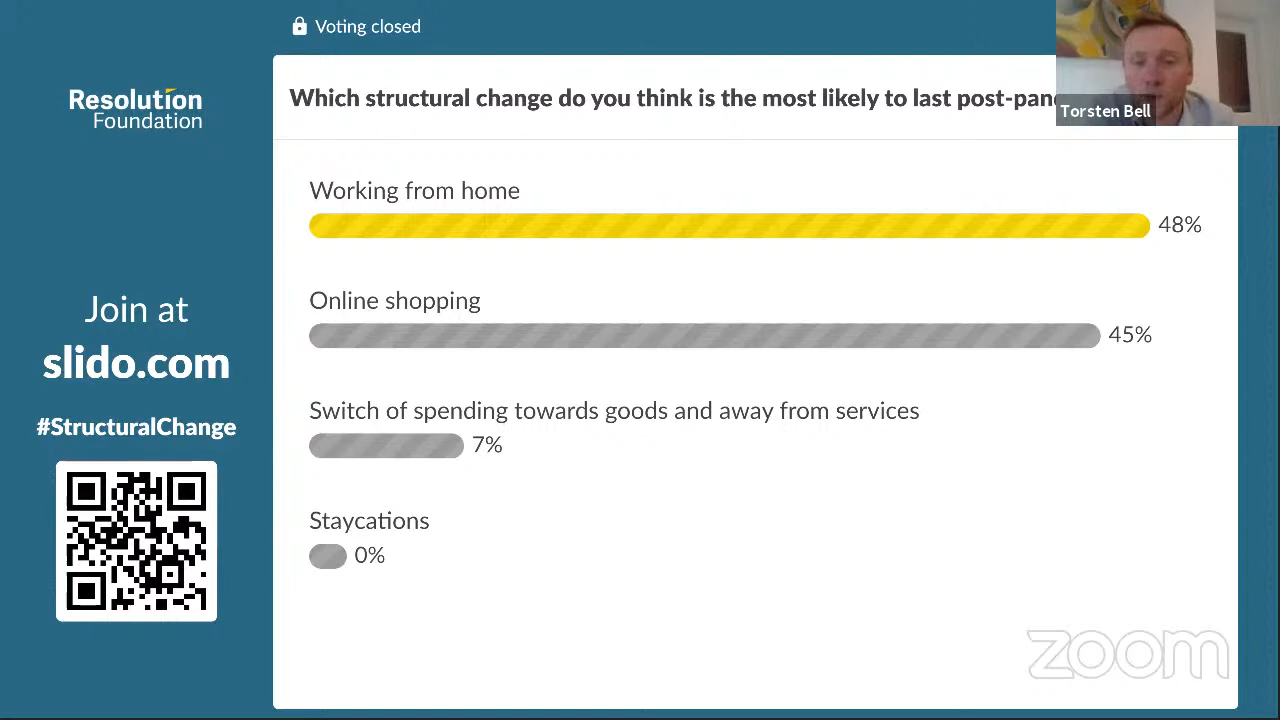 Voting closed
Resolution
Foundation
Which structural change do you think is the most likely to last post-pan
Torsten Bell
Working from home
48%
Online shopping
45%
Switch of spending towards goods and away from services
7%
Staycations
0%
Join at
slido.com
#StructuralChange
zoom